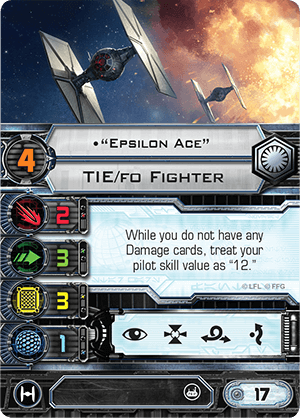 • “Epsilon Ace”
4
TIE/fo Fighter
2
3
3
1
While you do not have any
Damage cards, treat your
pilot skill value as “12.”
©LFL ©FFG
17